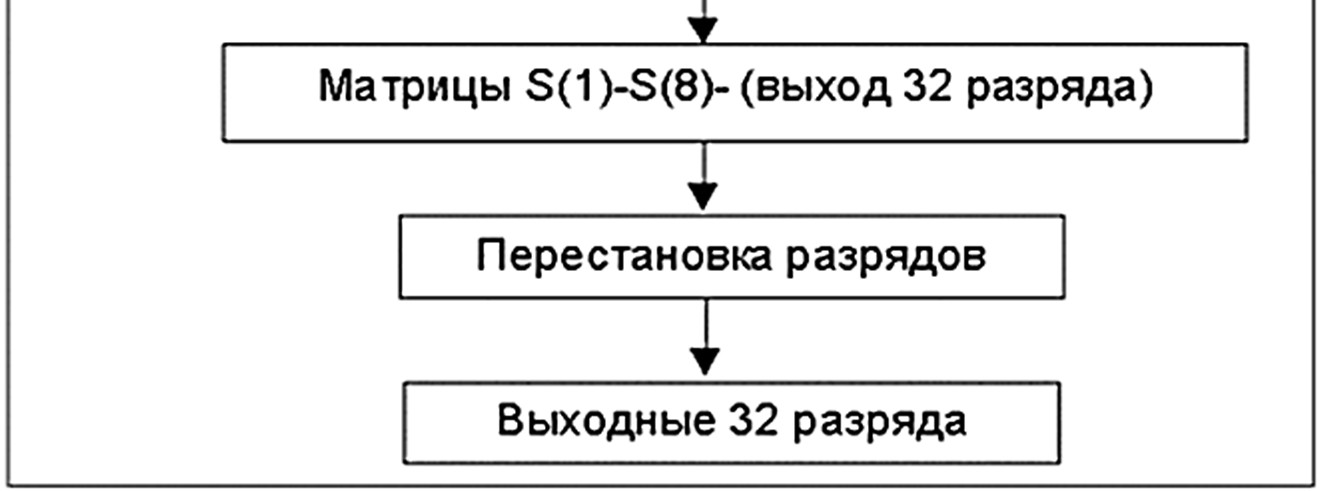 Матрицы S(1)-S(8)- (выход 32 разряда)
Перестановка разрядов
Выходные 32 разряда